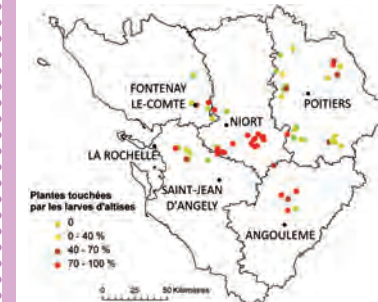 FONTENAY
LE-COMTE
POITIERS
NIORT
LA ROCHELLE
SAINT-JEAN
D'ANGELY
Plantes touchées
par les larves d'altises
0
0 - 40 %
40 - 70 %
70 - 100 %
ANGOULEME
0 25 50 Kilomètres